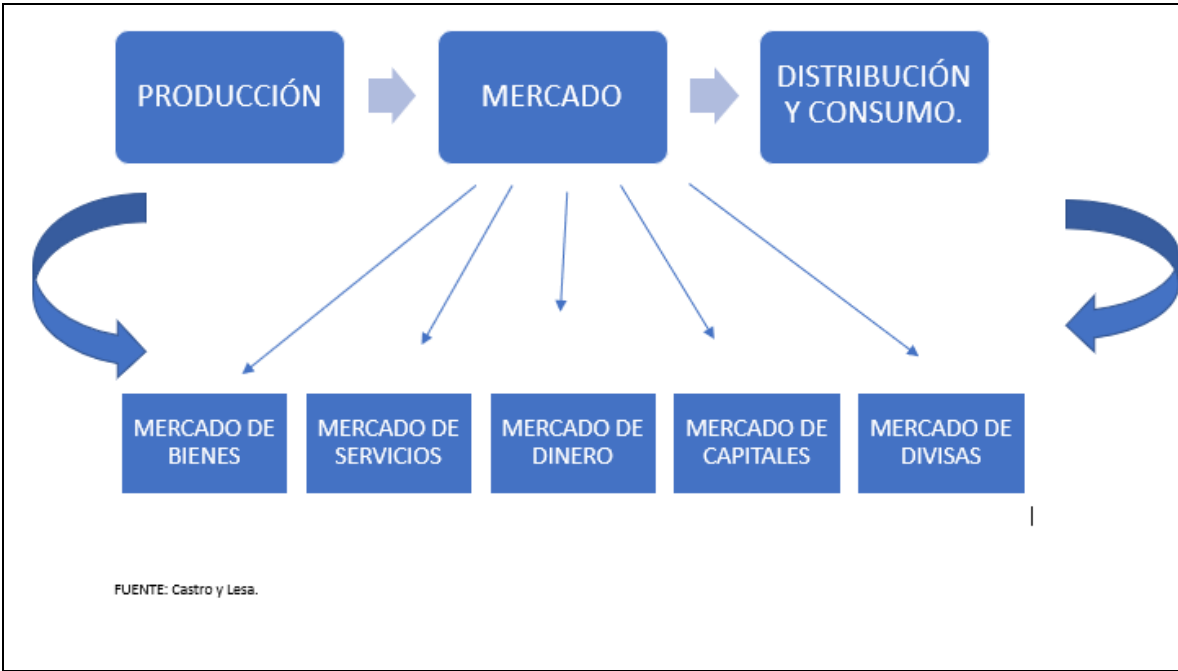 PRODUCCIÓN
MERCADO
DISTRIBUCIÓN
Y CONSUMO.
MERCADO DE
BIENES
MERCADO DE
SERVICIOS
MERCADO DE
DINERO
MERCADO DE
CAPITALES
MERCADO DE
DIVISAS
FUENTE: Castro y Lesa.